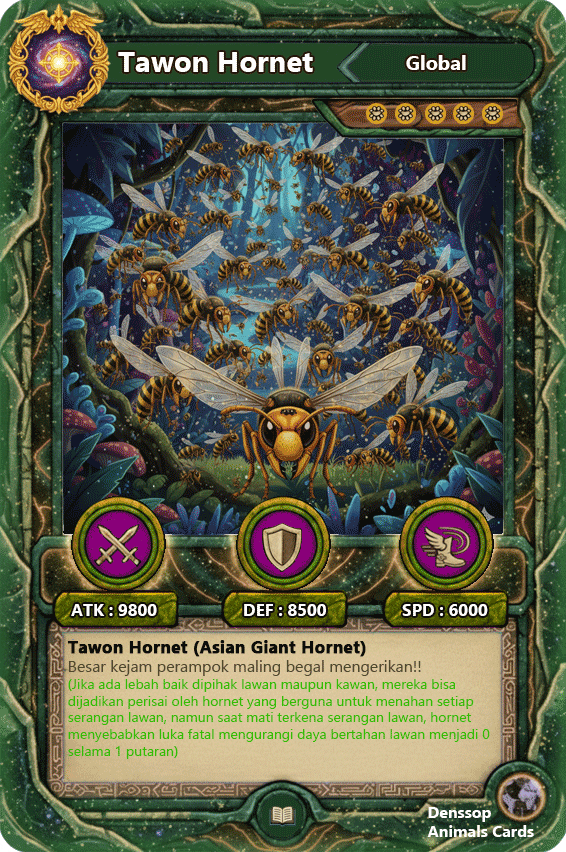 Tawon Hornet
Global
ATK : 9800
DEF : 8500
SPD : 6000
Tawon Hornet (Asian Giant Hornet)
Besar kejam perampok maling begal mengerikan!!
(Jika ada lebah baik dipihak lawan maupun kawan, mereka bisa
dijadikan perisai oleh hornet yang berguna untuk menahan setiap
serangan lawan, namun saat mati terkena serangan lawan, hornet
menyebabkan luka fatal mengurangi daya bertahan lawan menjadi 0
selama 1 putaran)
Denssop
Animals Cards